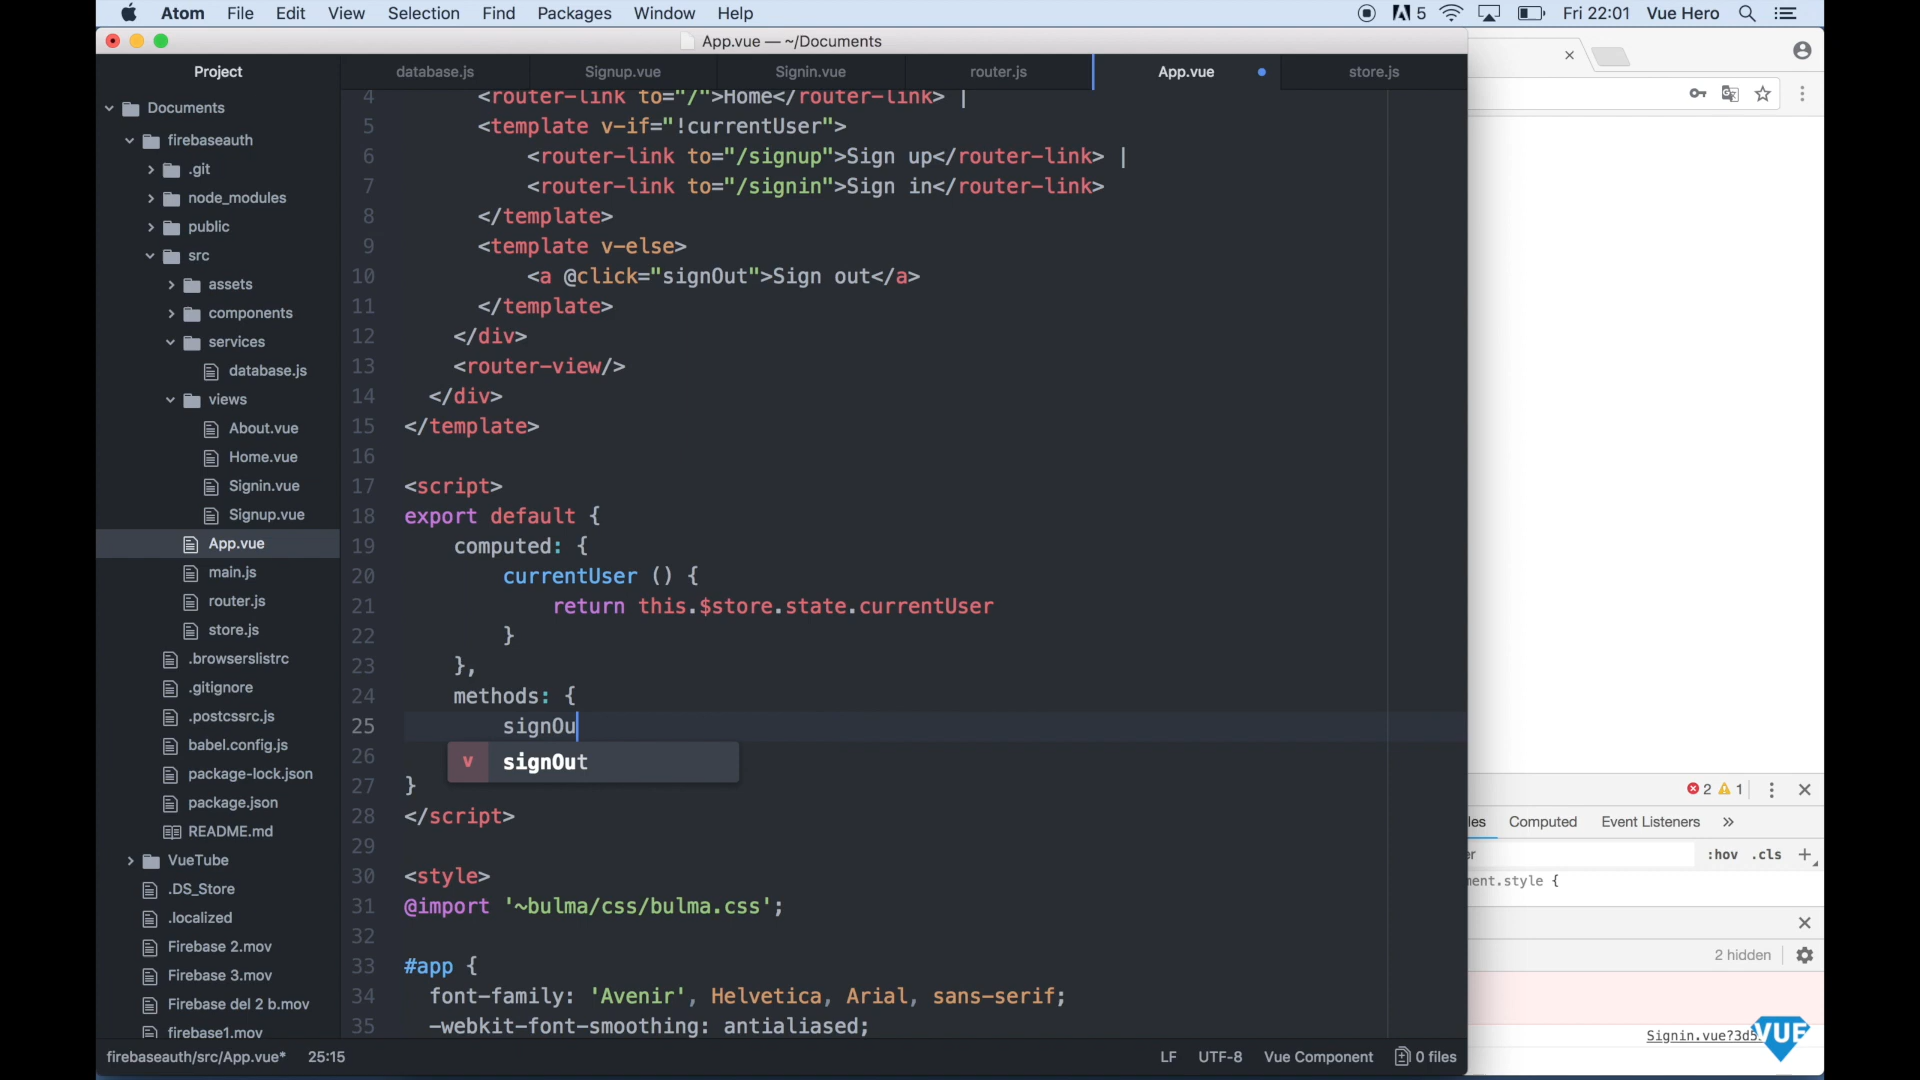 Atom File Edit View Selection Find Packages Window Help 5 Fri 22:01 Vue Hero
App.vue — ~/Documents
Project
database.js Signup.vue Signin.vue router.js App.vue store.js
Documents
firebaseauth
.git
node_modules
public
src
assets
components
services
database.js
views
About.vue
Home.vue
Signin.vue
Signup.vue
App.vue
main.js
router.js
store.js
.browserslistrc
.gitignore
.postcssrc.js
babel.config.js
package-lock.json
package.json
README.md
VueTube
.DS_Store
.localized
Firebase 2.mov
Firebase 3.mov
Firebase del 2 b.mov
firebase1.mov
4 <router-link to="/">Home</router-link> |
5 <template v-if="!currentUser">
6 <router-link to="/signup">Sign up</router-link> |
7 <router-link to="/signin">Sign in</router-link>
8 </template>
9 <template v-else>
10 <a @click="signOut">Sign out</a>
11 </template>
12 </div>
13 <router-view/>
14 </div>
15 </template>
16
17 <script>
18 export default {
19 computed: {
20 currentUser () {
21 return this.$store.state.currentUser
22 }
23 },
24 methods: {
25 signOu
26
v signOut
27 }
28 </script>
29
30 <style>
31 @import '~bulma/css/bulma.css';
32
33 #app {
34 font-family: 'Avenir', Helvetica, Arial, sans-serif;
35 -webkit-font-smoothing: antialiased;
firebaseauth/src/App.vue* 25:15 LF UTF-8 Vue Component 0 files
2 1
les Computed Event Listeners »
er :hov .cls +
ment.style {
2 hidden
Signin.vue?3d5
VUE